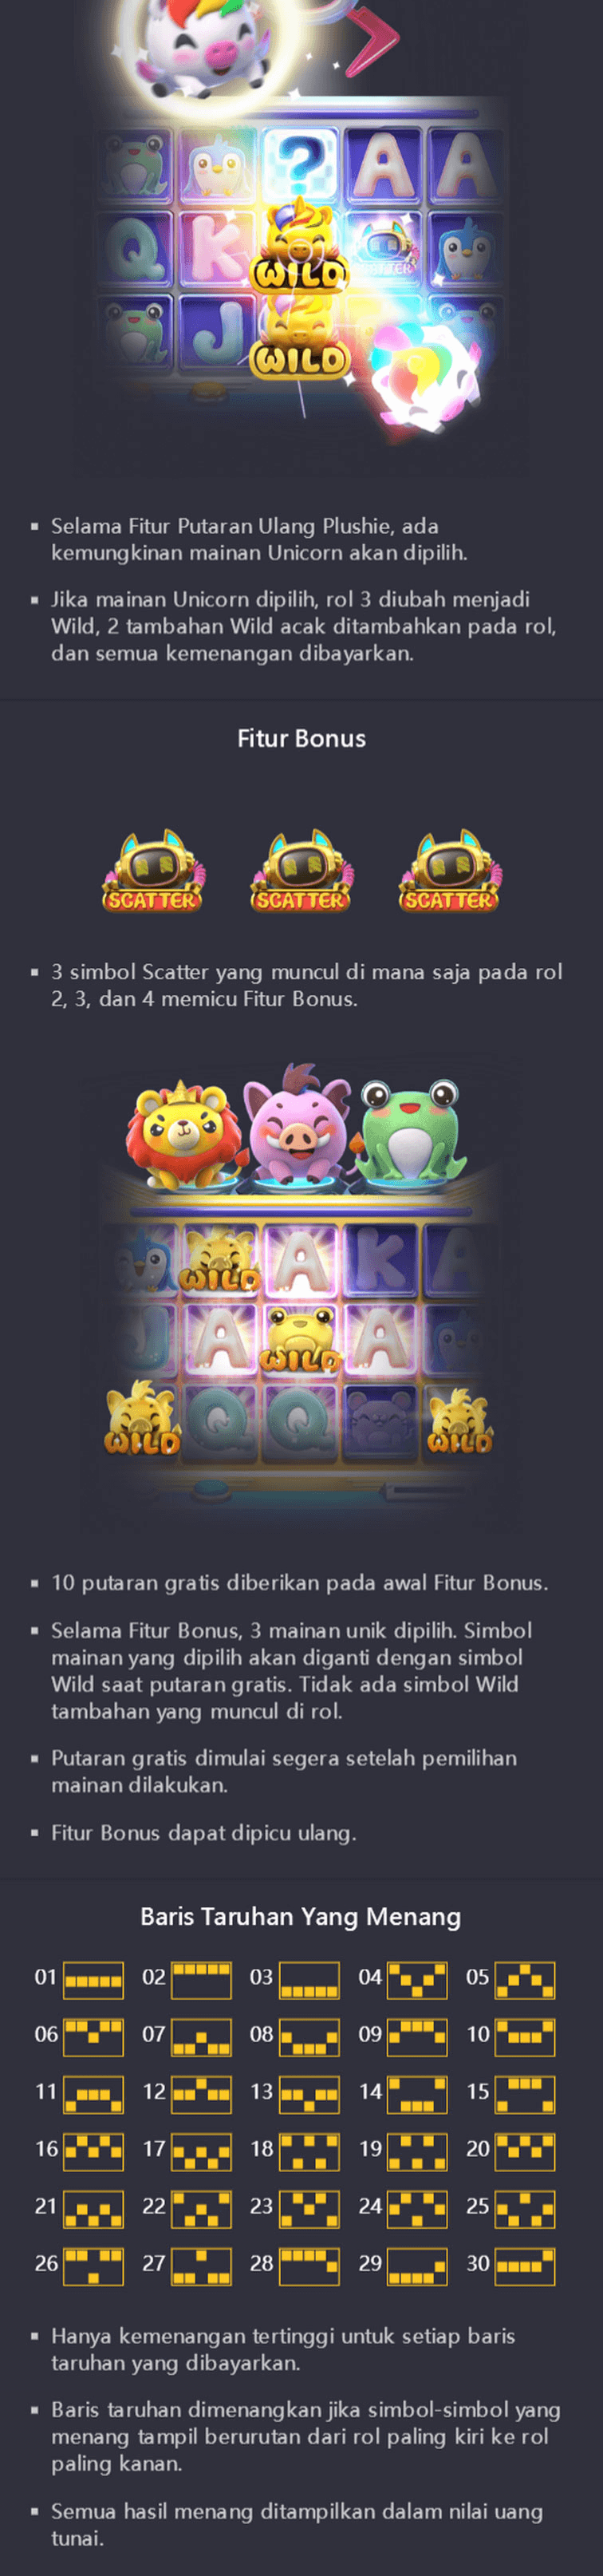 ?
A
A
Q
K
WILD
SCATTER
J
WILD
Selama Fitur Putaran Ulang Plushie, ada
kemungkinan mainan Unicorn akan dipilih.
Jika mainan Unicorn dipilih, rol 3 diubah menjadi
Wild, 2 tambahan Wild acak ditambahkan pada rol,
dan semua kemenangan dibayarkan.
Fitur Bonus
SCATTER
SCATTER
SCATTER
3 simbol Scatter yang muncul di mana saja pada rol
2, 3, dan 4 memicu Fitur Bonus.
WILD
A
K
A
J
A
WILD
A
WILD
Q
Q
WILD
10 putaran gratis diberikan pada awal Fitur Bonus.
Selama Fitur Bonus, 3 mainan unik dipilih. Simbol
mainan yang dipilih akan diganti dengan simbol
Wild saat putaran gratis. Tidak ada simbol Wild
tambahan yang muncul di rol.
Putaran gratis dimulai segera setelah pemilihan
mainan dilakukan.
Fitur Bonus dapat dipicu ulang.
Baris Taruhan Yang Menang
01 02 03 04 05
06 07 08 09 10
11 12 13 14 15
16 17 18 19 20
21 22 23 24 25
26 27 28 29 30
Hanya kemenangan tertinggi untuk setiap baris
taruhan yang dibayarkan.
Baris taruhan dimenangkan jika simbol-simbol yang
menang tampil berurutan dari rol paling kiri ke rol
paling kanan.
Semua hasil menang ditampilkan dalam nilai uang
tunai.